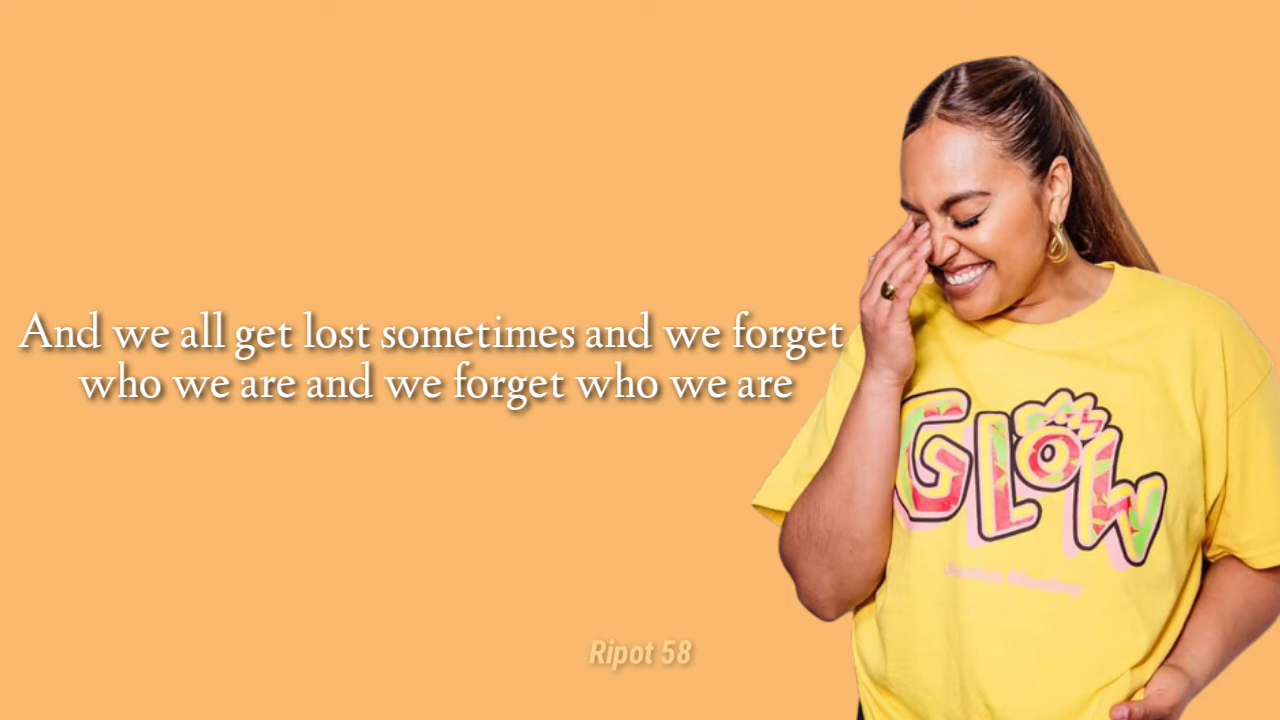 And we all get lost sometimes and we forget
who we are and we forget who we are
GLOW
Ripot 58